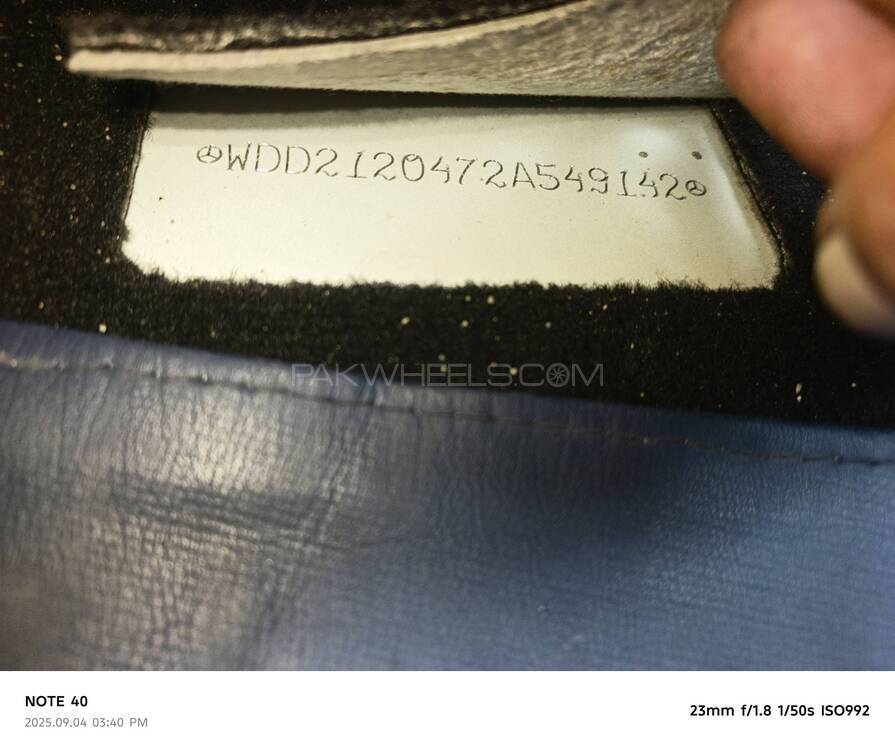 WDD2120472A549142
PAKWHEELS.COM
NOTE 40
2025.09.04 03:40 PM
23mm f/1.8 1/50s ISO992